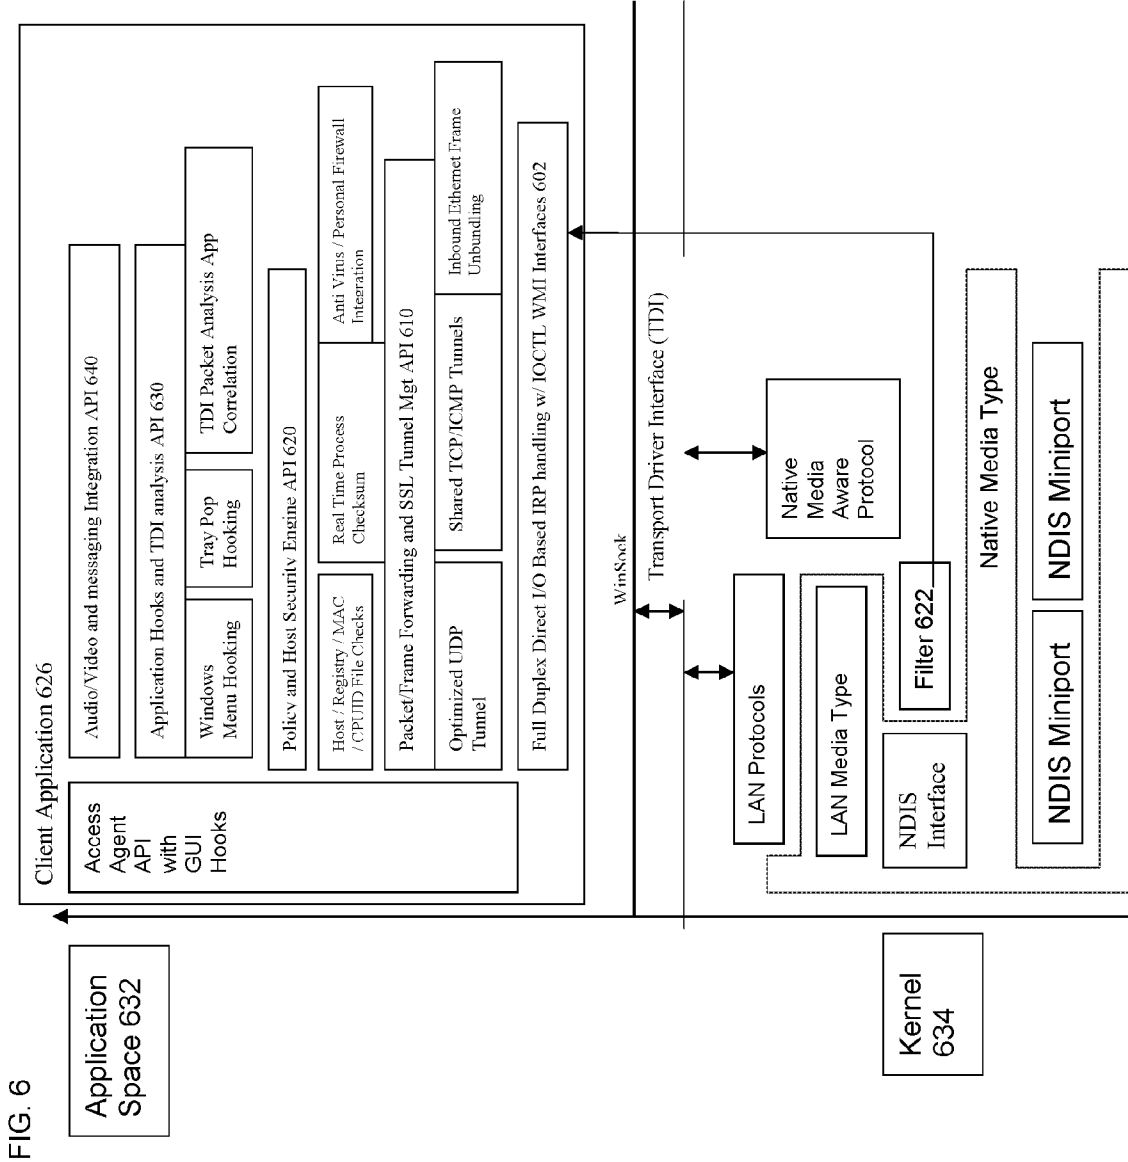 FIG. 6
Application
Space 632
Client Application 626
Access
Agent
API
with
GUI
Hooks
Audio/Video and messaging Integration API 640
Application Hooks and TDI analysis API 630
Windows
Menu Hooking
Tray Pop
Hooking
TDI Packet Analysis App
Correlation
Policy and Host Security Engine API 620
Host / Registry / MAC
/ CPUID File Checks
Real Time Process
Checksum
Anti Virus / Personal Firewall
Integration
Packet/Frame Forwarding and SSL Tunnel Mgt API 610
Optimized UDP
Tunnel
Shared TCP/ICMP Tunnels
Inbound Ethernet Frame
Unbundling
Full Duplex Direct I/O Based IRP handling w/ IOCTL WMI Interfaces 602
WinSock
Transport Driver Interface (TDI)
Kernel
634
LAN Protocols
Native
Media
Aware
Protocol
LAN Media Type
NDIS
Interface
Filter 622
Native Media Type
NDIS Miniport
NDIS Miniport